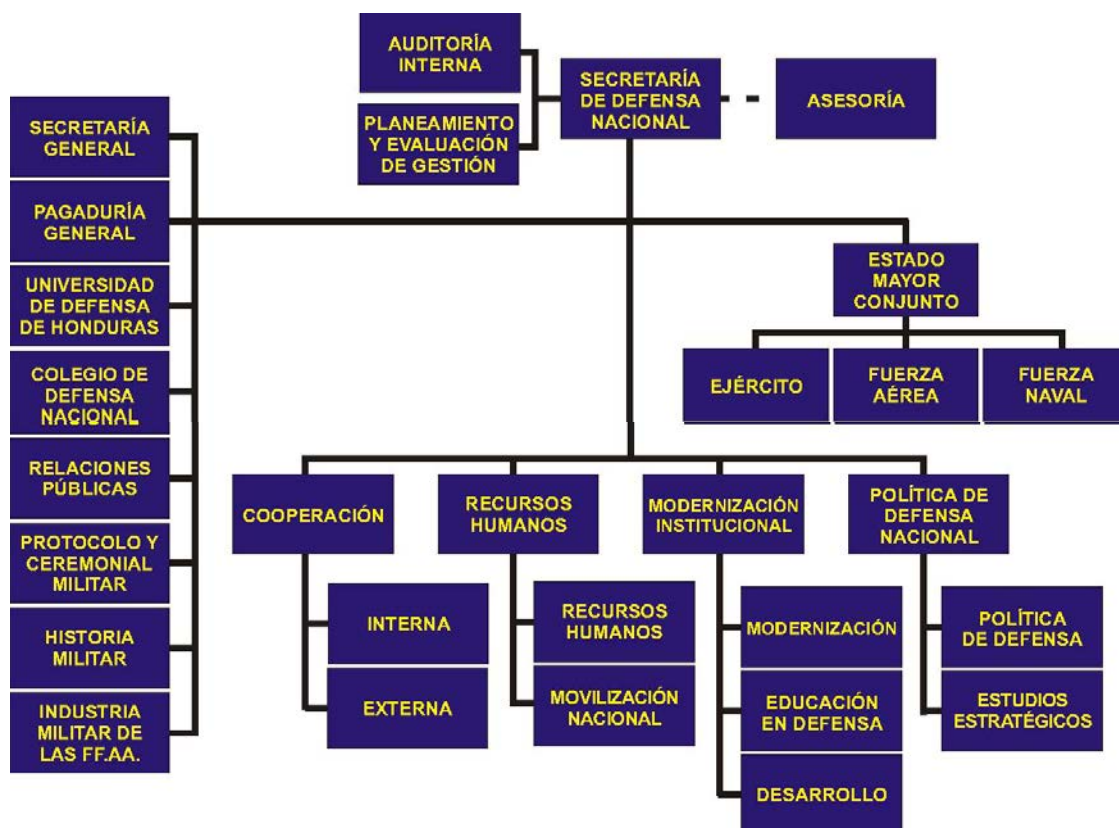 AUDITORÍA
INTERNA
PLANEAMIENTO
Y EVALUACIÓN
DE GESTIÓN
SECRETARÍA
DE DEFENSA
NACIONAL
ASESORÍA
SECRETARÍA
GENERAL
PAGADURÍA
GENERAL
UNIVERSIDAD
DE DEFENSA
DE HONDURAS
COLEGIO DE
DEFENSA
NACIONAL
RELACIONES
PÚBLICAS
PROTOCOLO Y
CEREMONIAL
MILITAR
HISTORIA
MILITAR
INDUSTRIA
MILITAR DE
LAS FF.AA.
ESTADO
MAYOR
CONJUNTO
EJÉRCITO
FUERZA
AÉREA
FUERZA
NAVAL
COOPERACIÓN
INTERNA
EXTERNA
RECURSOS
HUMANOS
RECURSOS
HUMANOS
MOVILIZACIÓN
NACIONAL
MODERNIZACIÓN
INSTITUCIONAL
MODERNIZACIÓN
EDUCACIÓN
EN DEFENSA
DESARROLLO
POLÍTICA DE
DEFENSA
NACIONAL
POLÍTICA
DE DEFENSA
ESTUDIOS
ESTRATÉGICOS